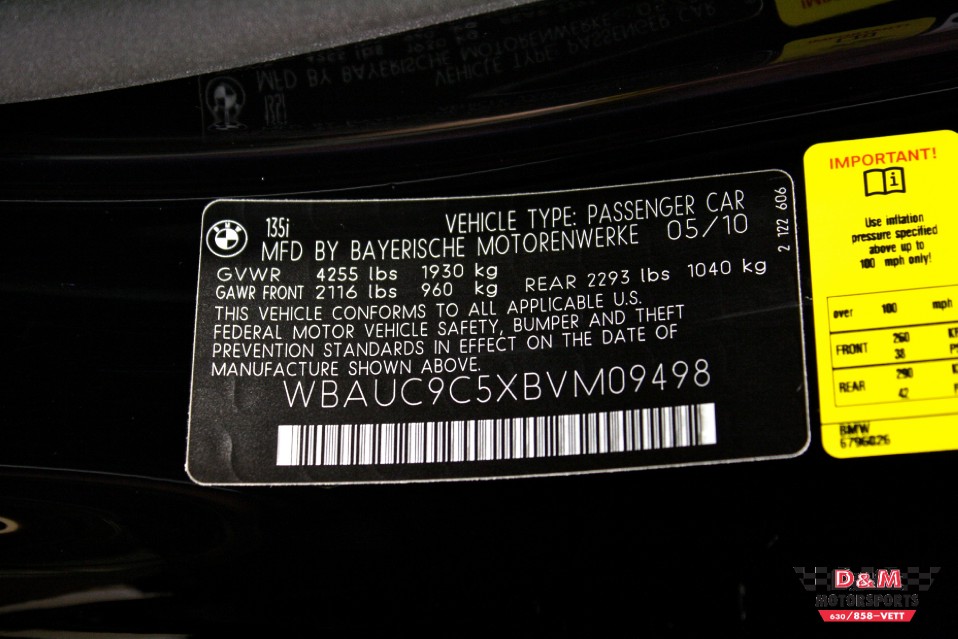 135i
VEHICLE TYPE: PASSENGER CAR
MFD BY BAYERISCHE MOTORENWERKE 05/10
GVWR 4255 lbs 1930 kg
GAWR FRONT 2116 lbs 960 kg REAR 2293 lbs 1040 kg
THIS VEHICLE CONFORMS TO ALL APPLICABLE U.S.
FEDERAL MOTOR VEHICLE SAFETY, BUMPER AND THEFT
PREVENTION STANDARDS IN EFFECT ON THE DATE OF
MANUFACTURE SHOWN ABOVE.
WBAUC9C5XBVM09498
2 122 606
IMPORTANT!
Use inflation
pressure specified
above up to
100 mph only!
over 100 mph
FRONT 260
38
REAR 290
42
BMW
6796026
D&M
MOTORSPORTS
630/858-VETT